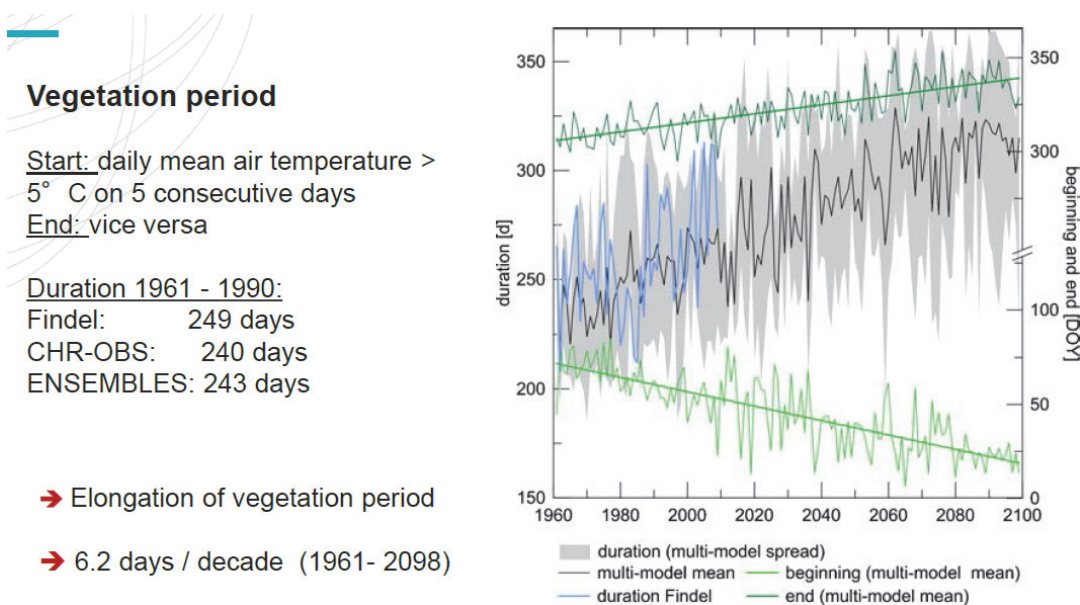 Vegetation period
Start: daily mean air temperature >
5° C on 5 consecutive days
End: vice versa
Duration 1961 - 1990:
Findel: 249 days
CHR-OBS: 240 days
ENSEMBLES: 243 days
➔ Elongation of vegetation period
➔ 6.2 days / decade (1961- 2098)
duration [d]
350
300
250
200
150
350
300
100
50
0
beginning and end [DOY]
1960 1980 2000 2020 2040 2060 2080 2100
duration (multi-model spread)
multi-model mean beginning (multi-model mean)
duration Findel end (multi-model mean)